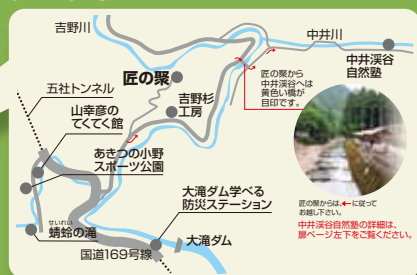 吉野川
中井川
匠の聚
中井渓谷
自然塾
五社トンネル
匠の聚から
中井渓谷へは
黄色い橋が
目印です。
吉野杉
工房
山幸彦の
てくてく館
あきつの小野
スポーツ公園
大滝ダム学べる
防災ステーション
匠の聚からは、←に従って
お越し下さい。
中井渓谷自然塾の詳細は、
扉ページ左下をご覧ください。
せいれい
蜻蛉の滝
大滝ダム
国道169号線